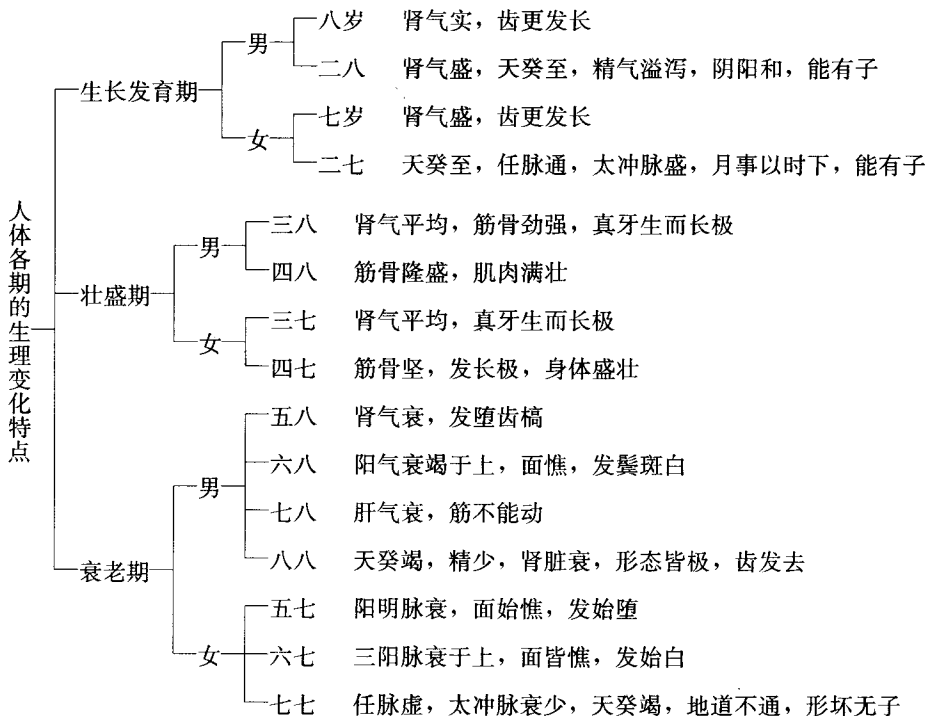 人体各期的生理变化特点
生长发育期
男
八岁 肾气实，齿更发长
二八 肾气盛，天癸至，精气溢泻，阴阳和，能有子
女
七岁 肾气盛，齿更发长
二七 天癸至，任脉通，太冲脉盛，月事以时下，能有子
壮盛期
男
三八 肾气平均，筋骨劲强，真牙生而长极
四八 筋骨隆盛，肌肉满壮
女
三七 肾气平均，真牙生而长极
四七 筋骨坚，发长极，身体盛壮
衰老期
男
五八 肾气衰，发堕齿槁
六八 阳气衰竭于上，面憔，发鬓斑白
七八 肝气衰，筋不能动
八八 天癸竭，精少，肾脏衰，形态皆极，齿发去
女
五七 阳明脉衰，面始憔，发始堕
六七 三阳脉衰于上，面皆憔，发始白
七七 任脉虚，太冲脉衰少，天癸竭，地道不通，形坏无子